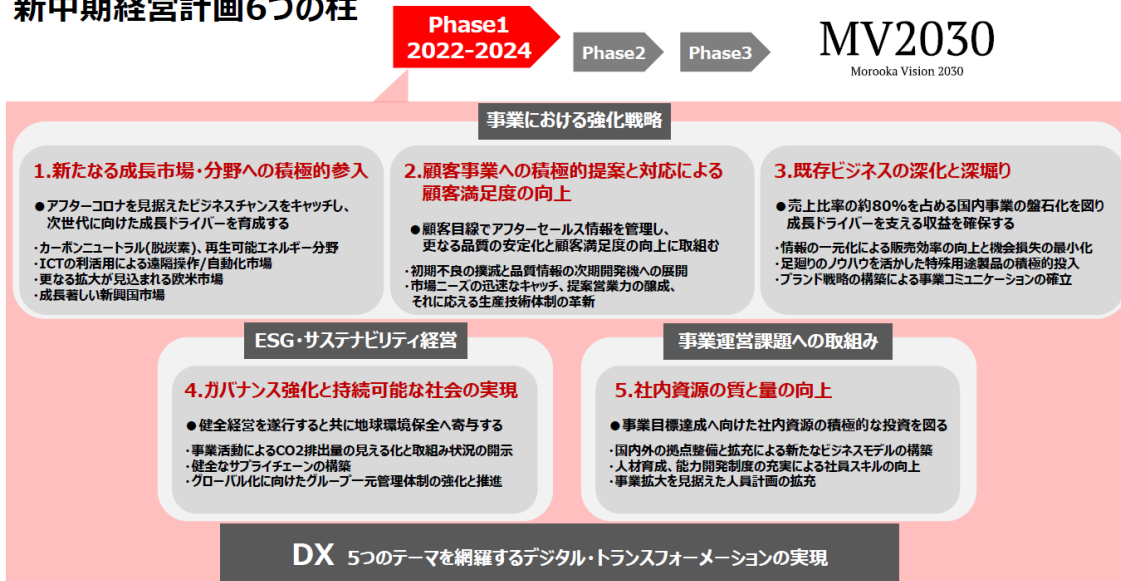 新中期経営計画6つの柱
Phase1
2022-2024
Phase2
Phase3
MV2030
Morooka Vision 2030
事業における強化戦略
1.新たなる成長市場・分野への積極的参入
●アフターコロナを見据えたビジネスチャンスをキャッチし、
次世代に向けた成長ドライバーを育成する
・カーボンニュートラル(脱炭素)、再生可能エネルギー分野
・ICTの利活用による遠隔操作/自動化市場
・更なる拡大が見込まれる欧米市場
・成長著しい新興国市場
2.顧客事業への積極的提案と対応による
顧客満足度の向上
●顧客目線でアフターセールス情報を管理し、
更なる品質の安定化と顧客満足度の向上に取組む
・初期不良の撲滅と品質情報の次期開発機への展開
・市場ニーズの迅速なキャッチ、提案営業力の醸成、
それに応える生産技術体制の革新
3.既存ビジネスの深化と深堀り
●売上比率の約80%を占める国内事業の盤石化を図り
成長ドライバーを支える収益を確保する
・情報の一元化による販売効率の向上と機会損失の最小化
・足廻りのノウハウを活かした特殊用途製品の積極的投入
・ブランド戦略の構築による事業コミュニケーションの確立
ESG・サステナビリティ経営
4.ガバナンス強化と持続可能な社会の実現
●健全経営を遂行すると共に地球環境保全へ寄与する
・事業活動によるCO2排出量の見える化と取組み状況の開示
・健全なサプライチェーンの構築
・グローバル化に向けたグループ一元管理体制の強化と推進
事業運営課題への取組み
5.社内資源の質と量の向上
●事業目標達成へ向けた社内資源の積極的な投資を図る
・国内外の拠点整備と拡充による新たなビジネスモデルの構築
・人材育成、能力開発制度の充実による社員スキルの向上
・事業拡大を見据えた人員計画の拡充
DX 5つのテーマを網羅するデジタル・トランスフォーメーションの実現